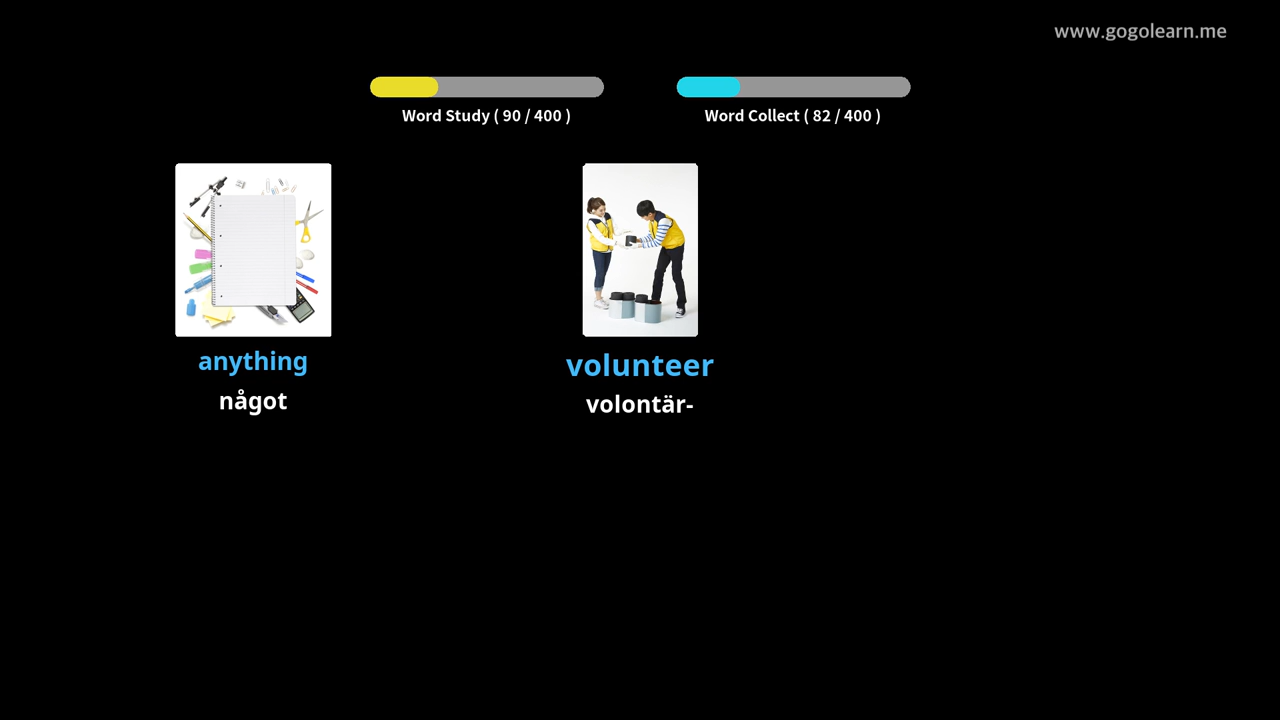 www.gogolearn.me
Word Study ( 90 / 400 )
Word Collect ( 82 / 400 )
anything
något
volunteer
volontär-